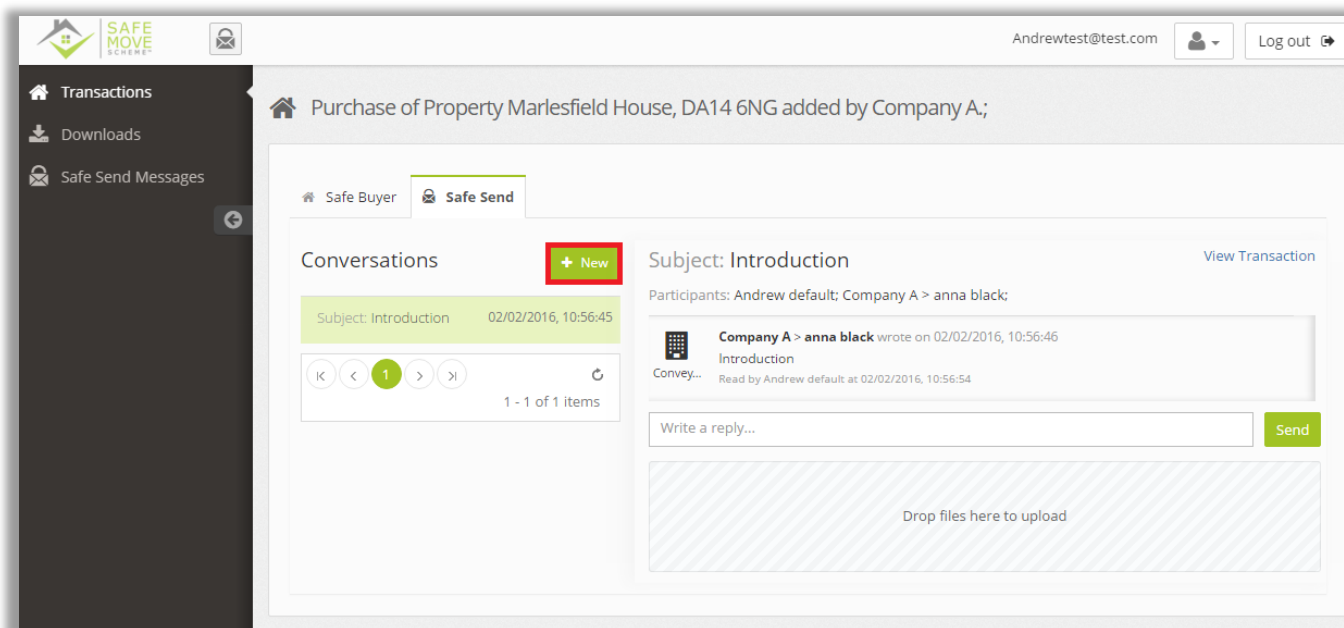 SAFE
MOVE
SCHEME
Andrewtest@test.com
Log out
Transactions
Downloads
Safe Send Messages
Purchase of Property Marlesfield House, DA14 6NG added by Company A.;
Safe Buyer
Safe Send
Conversations
+ New
Subject: Introduction
02/02/2016, 10:56:45
1
1 - 1 of 1 items
Subject: Introduction
View Transaction
Participants: Andrew default; Company A > anna black;
Convey...
Company A > anna black wrote on 02/02/2016, 10:56:46
Introduction
Read by Andrew default at 02/02/2016, 10:56:54
Write a reply...
Send
Drop files here to upload